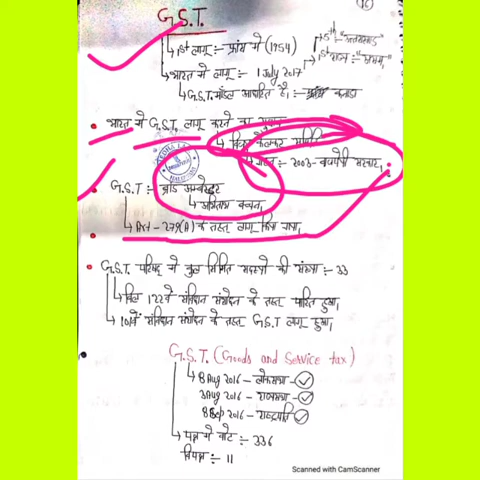 G.S.T.
1st लागू :- फ्रांस में (1954)
15th - उत्तराखंड
1st राज्य :- असम
भारत में लागू :- 1 July 2017
G.S.T. मॉडल आधारित है :- कनाडा
भारत में G.S.T. लागू करने का सुझाव
विजय केलकर समिति
गठन :- 2003 - वाजपेयी सरकार
G.S.T :- ब्रांड अम्बेसडर
अमिताभ बच्चन
Art - 279(A) के तहत लागू किया गया
G.S.T. परिषद में कुल सदस्यों की संख्या :- 33
बिल 122वें संविधान संशोधन के तहत पारित हुआ
101वें संविधान संशोधन के तहत G.S.T लागू हुआ
G.S.T. (Goods and Service tax)
8 Aug 2016 - लोकसभा -
3 Aug 2016 - राज्यसभा -
8 Sep 2016 - राष्ट्रपति
पक्ष में वोट :- 336
विपक्ष :- 11
Scanned with CamScanner